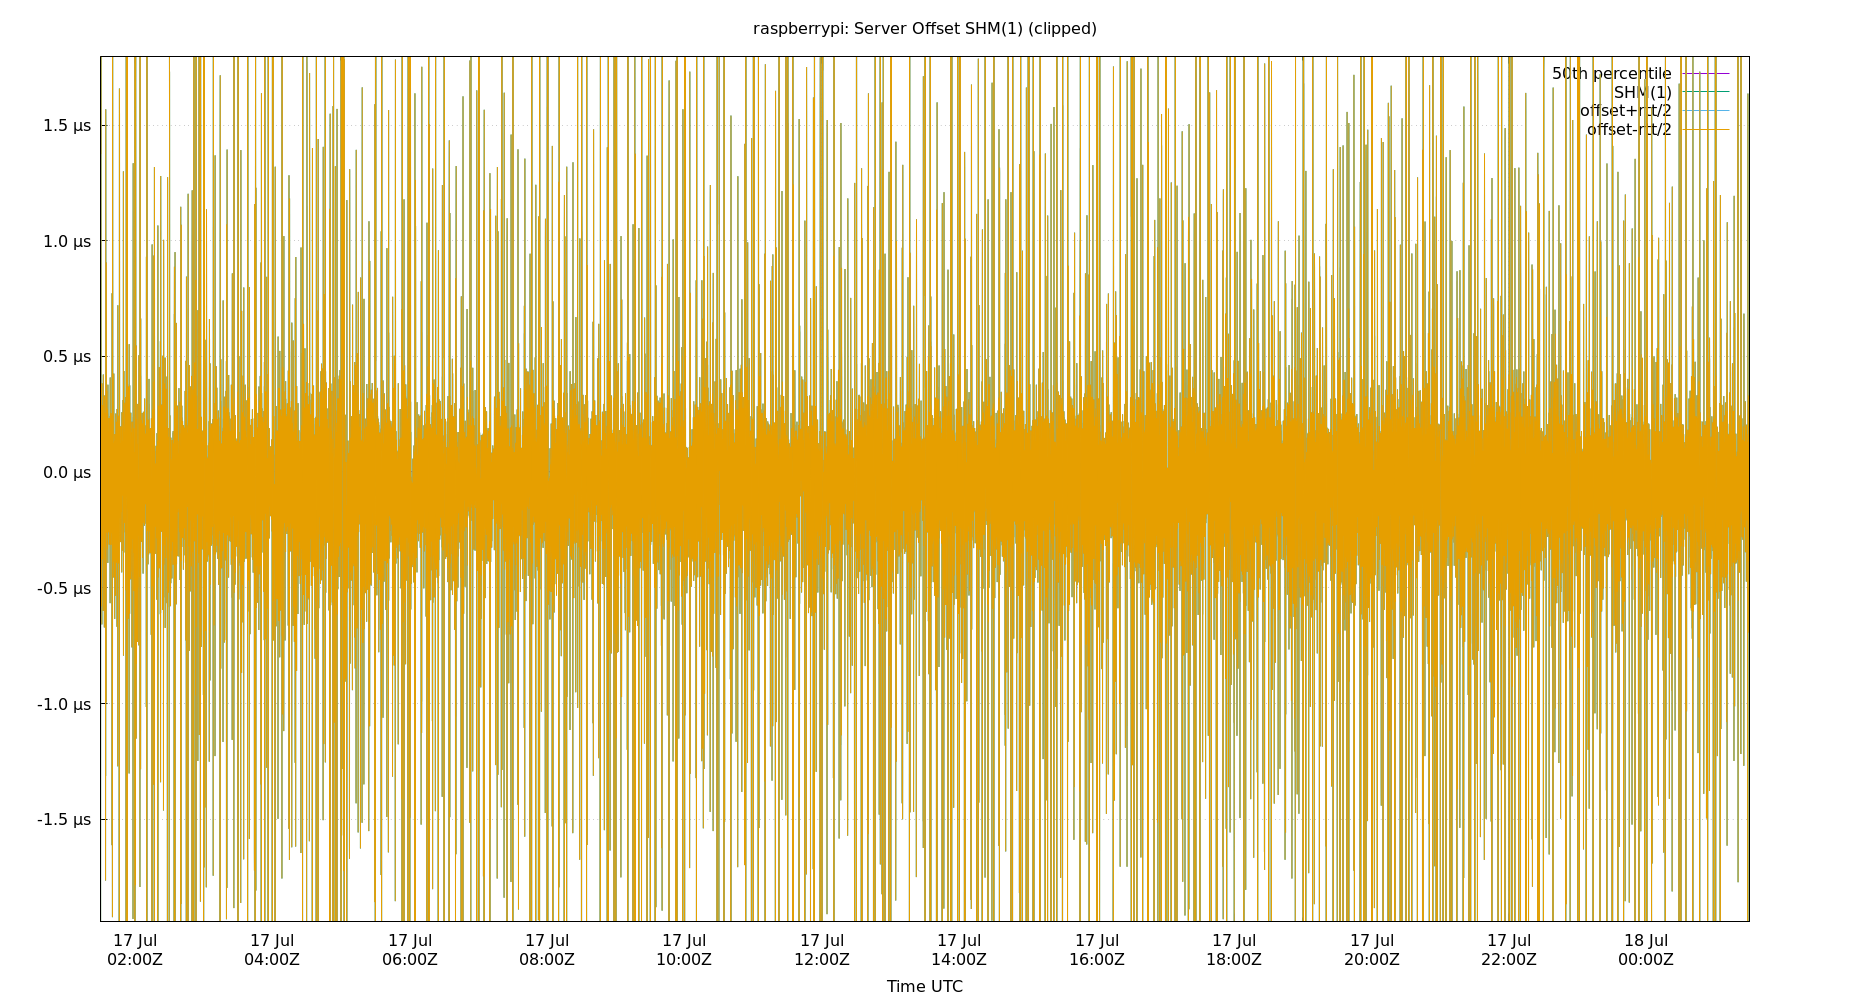 raspberrypi: Server Offset SHM(1) (clipped)
50th percentile
SHM(1)
offset+rtt/2
offset-rtt/2
1.5 µs
1.0 µs
0.5 µs
0.0 µs
-0.5 µs
-1.0 µs
-1.5 µs
17 Jul 17 Jul 17 Jul 17 Jul 17 Jul 17 Jul 17 Jul 17 Jul 17 Jul 17 Jul 17 Jul 18 Jul
02:00Z 04:00Z 06:00Z 08:00Z 10:00Z 12:00Z 14:00Z 16:00Z 18:00Z 20:00Z 22:00Z 00:00Z
Time UTC